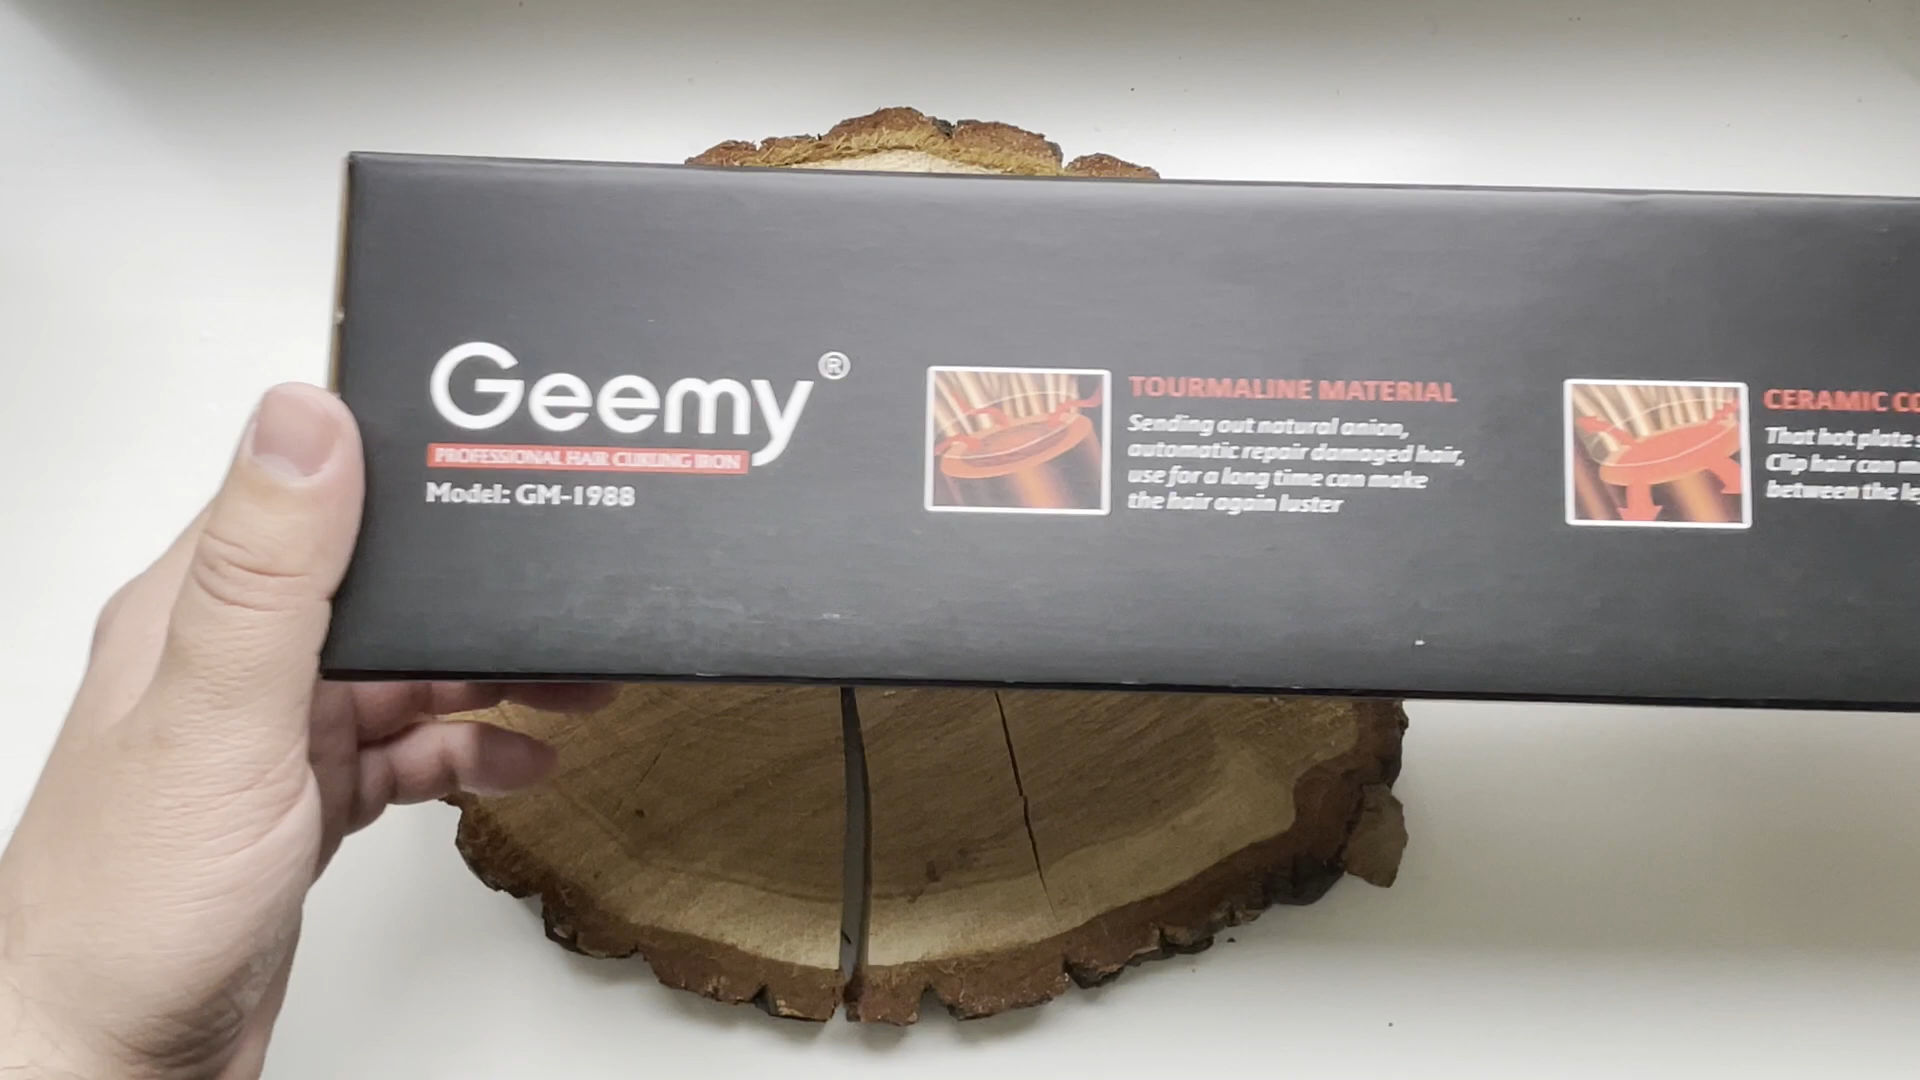 Geemy®
PROFESSIONAL HAIR CURLING IRON
Model: GM-1988
TOURMALINE MATERIAL
Sending out natural anion,
automatic repair damaged hair,
use for a long time can make
the hair again luster
CERAMIC
That hot plate
Clip hair can
between the